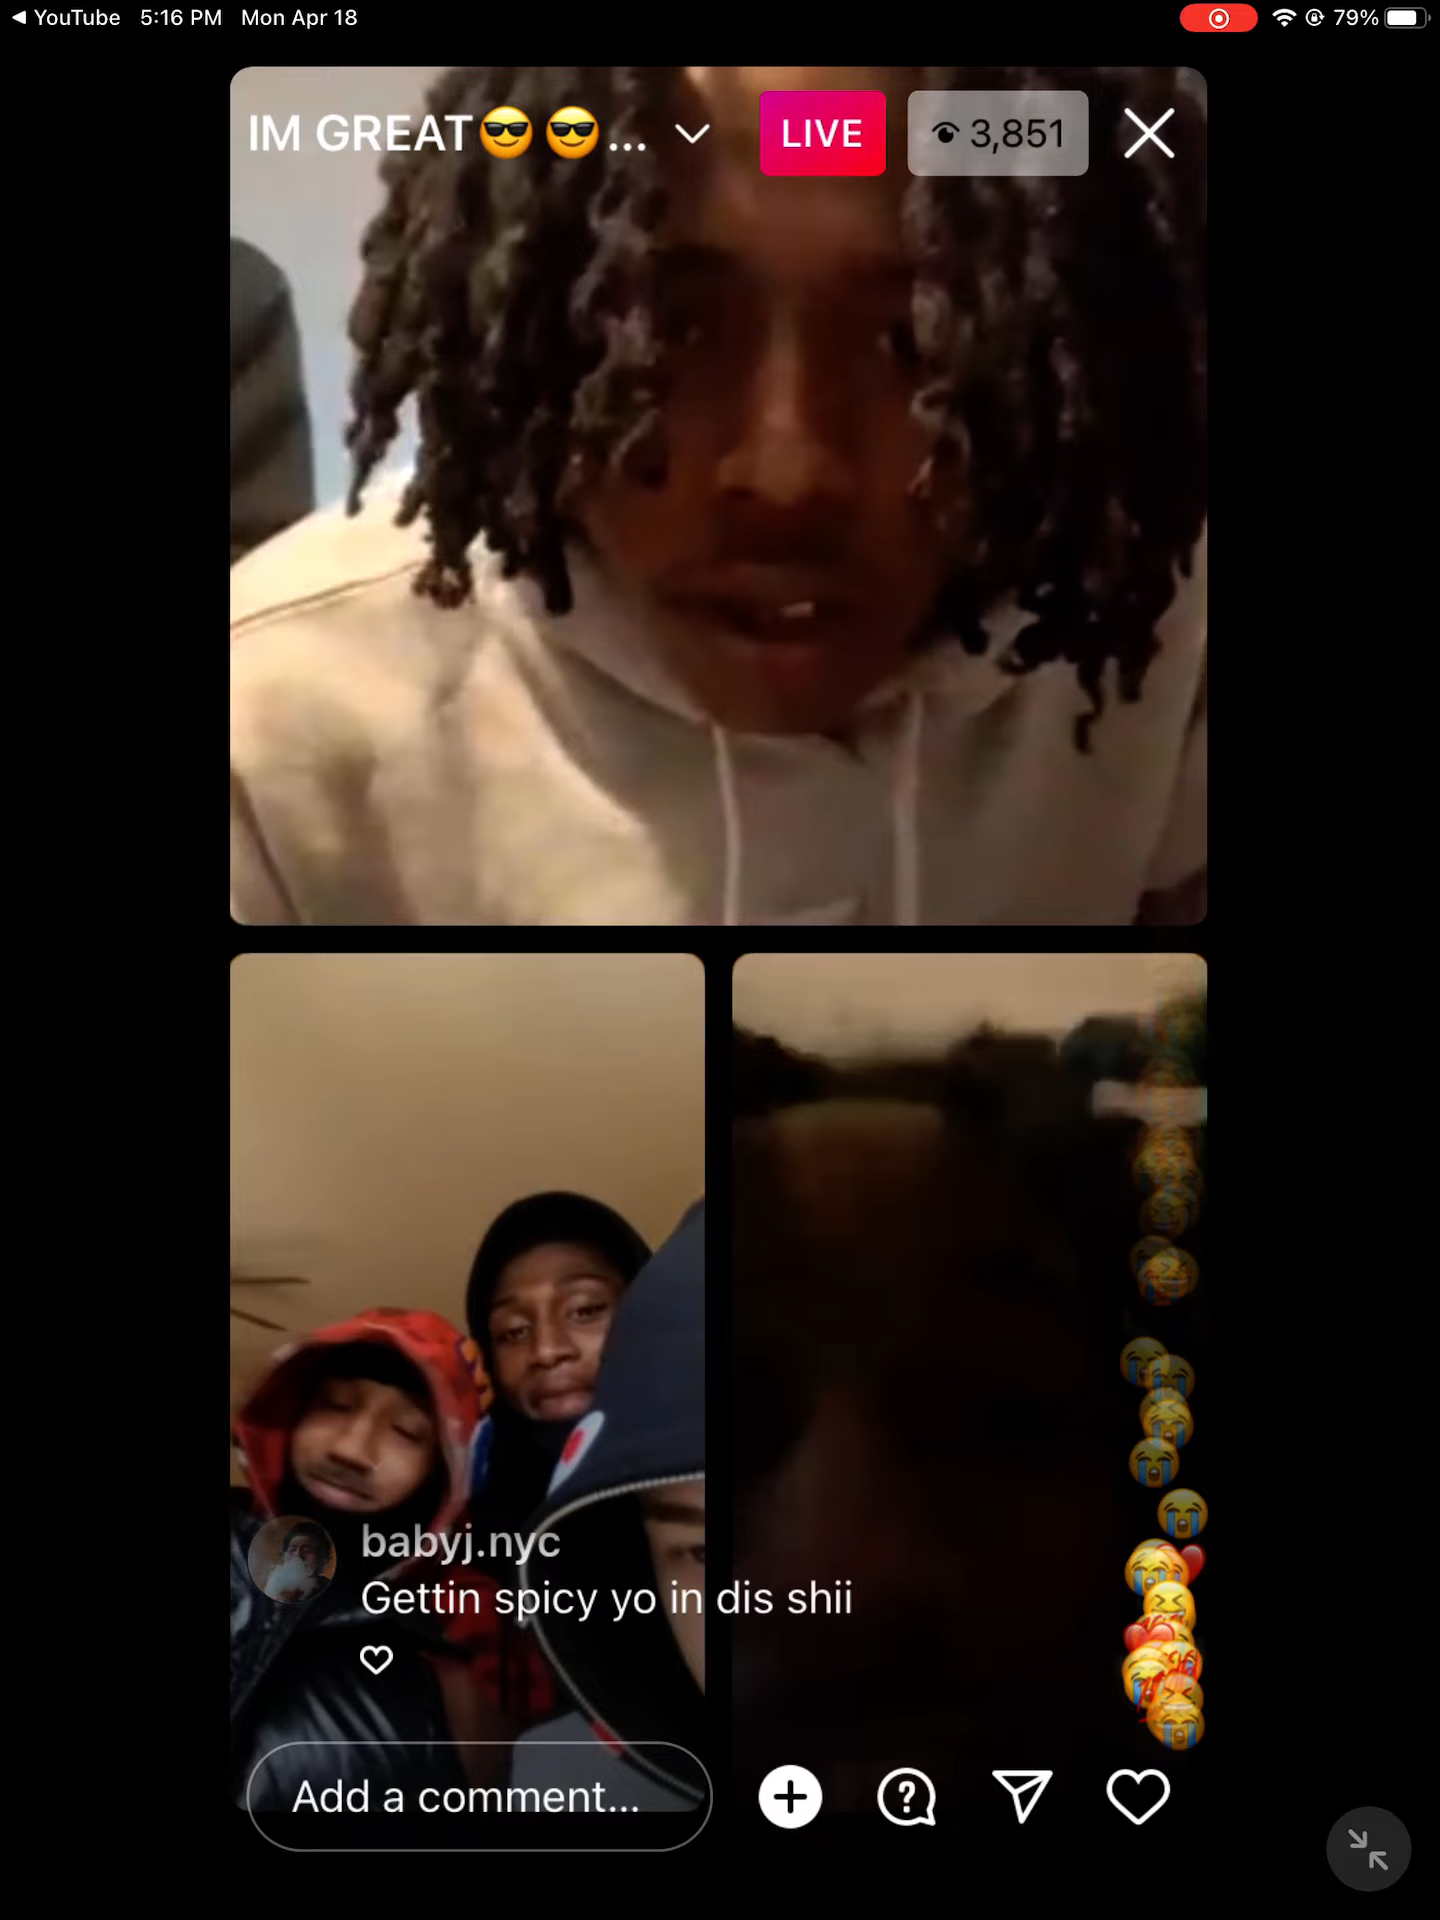 ◀ YouTube 5:16 PM Mon Apr 18 79%
IM GREAT😎😎... LIVE 3,851
babyj.nyc
Gettin spicy yo in dis shii
Add a comment...